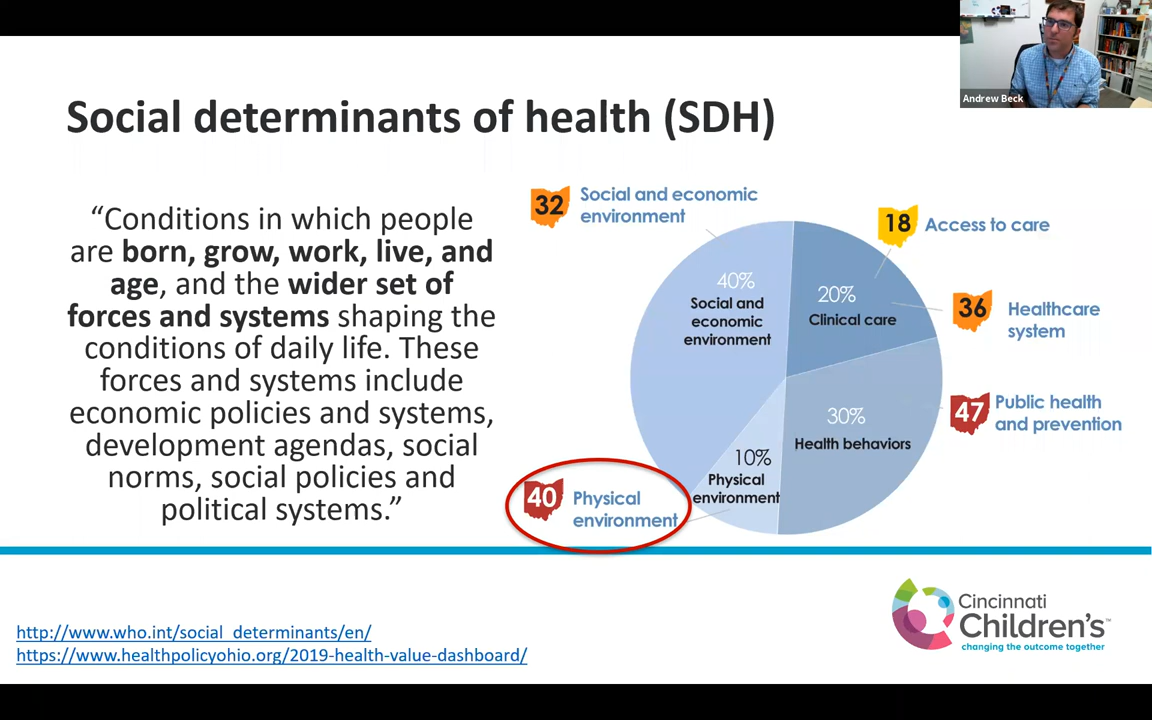 Andrew Beck
Social determinants of health (SDH)
“Conditions in which people
are born, grow, work, live, and
age, and the wider set of
forces and systems shaping the
conditions of daily life. These
forces and systems include
economic policies and systems,
development agendas, social
norms, social policies and
political systems.”
32
Social and economic
environment
18
Access to care
40%
Social and
economic
environment
20%
Clinical care
36
Healthcare
system
47
Public health
and prevention
30%
Health behaviors
10%
Physical
environment
40
Physical
environment
Cincinnati
Children's™
changing the outcome together
http://www.who.int/social_determinants/en/
https://www.healthpolicyohio.org/2019-health-value-dashboard/